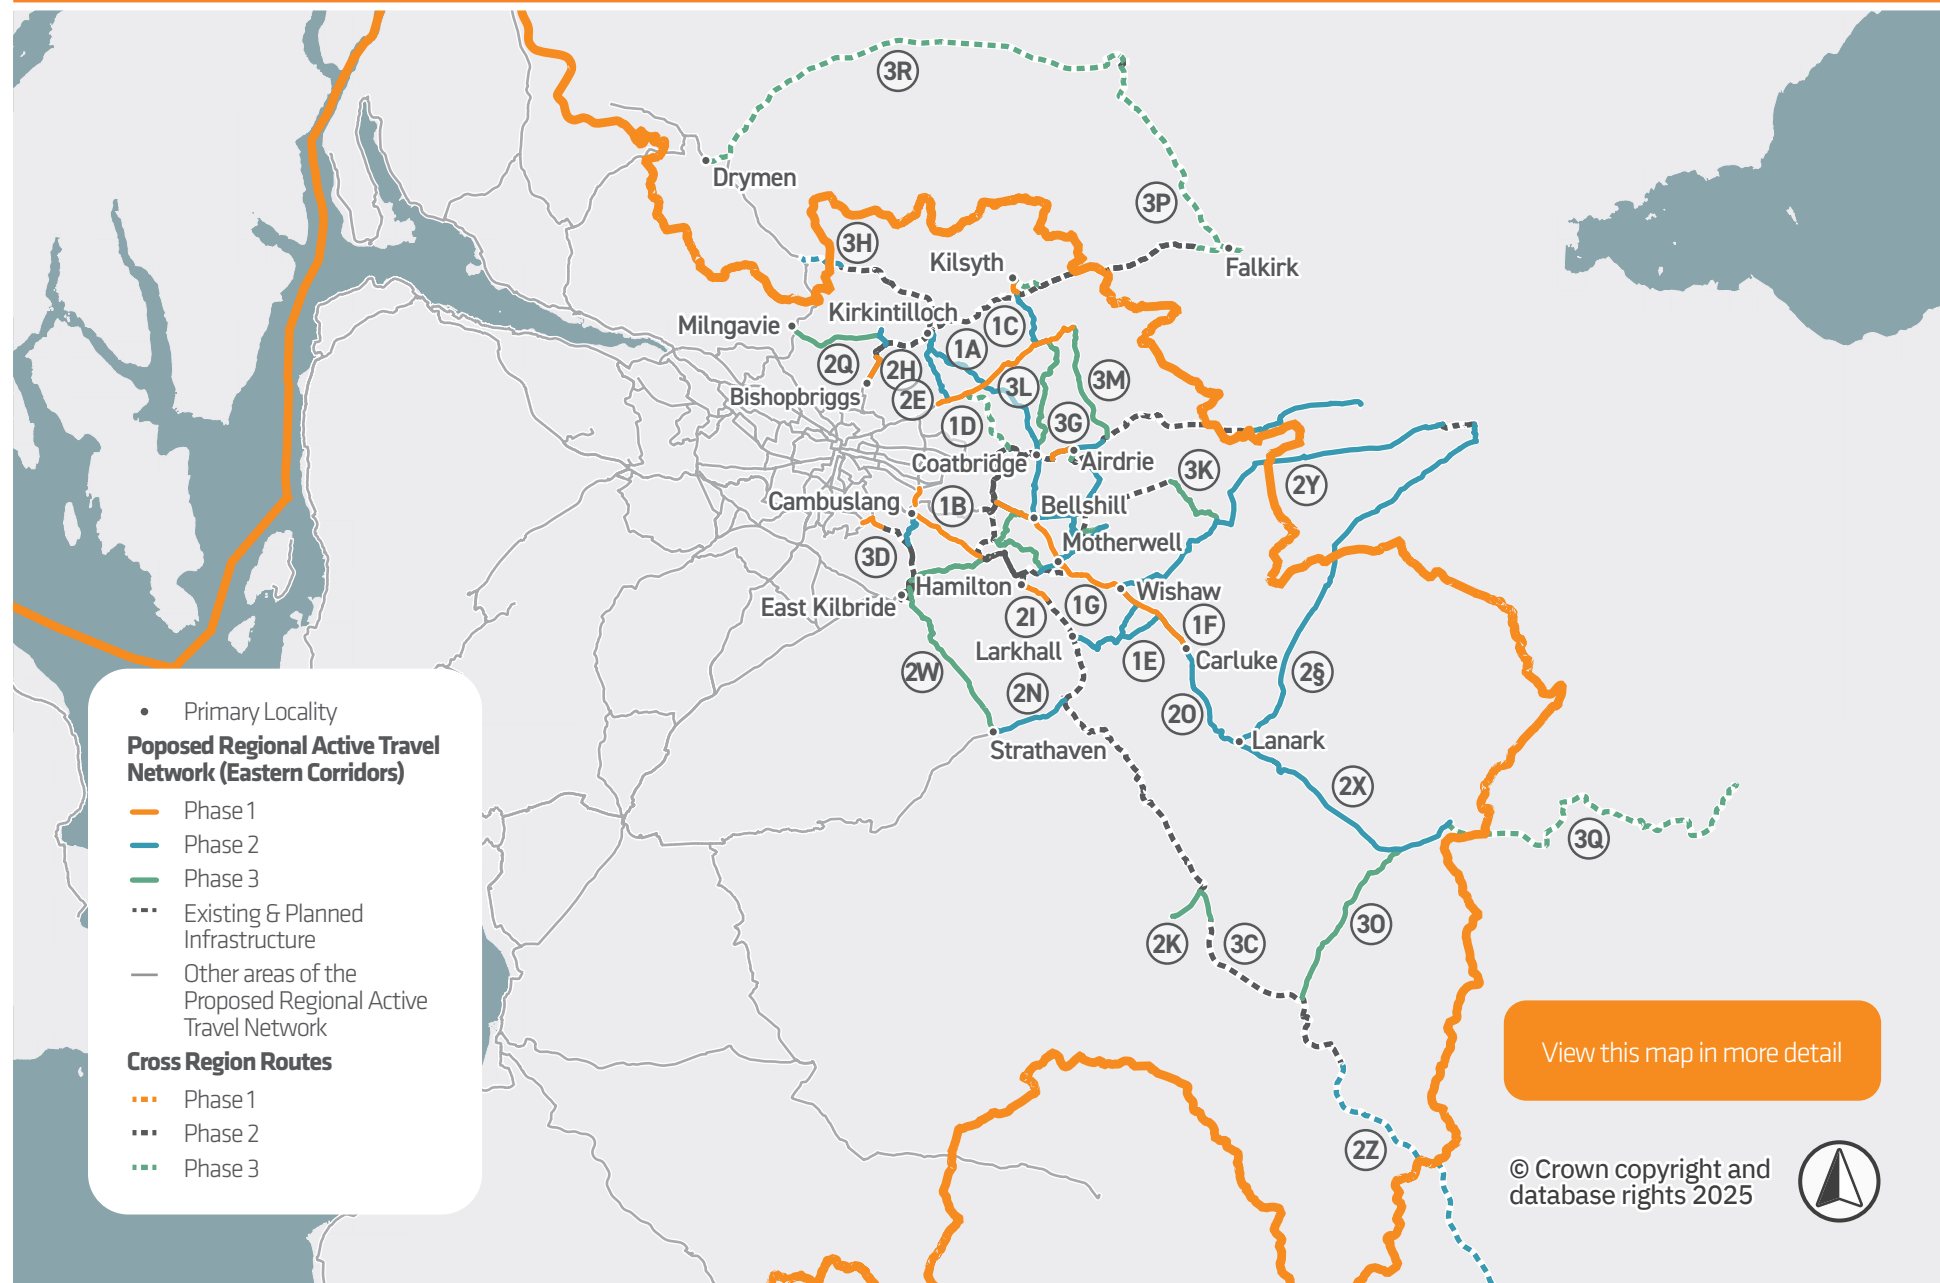 3R
Drymen
3P
3H
Kilsyth
Falkirk
Kirkintilloch
Milngavie
1C
1A
2Q
2H
3L
3M
Bishopbriggs
2E
1D
3G
Coatbridge
Airdrie
3K
2Y
Cambuslang
1B
Bellshill
Motherwell
3D
Hamilton
Wishaw
East Kilbride
2I
1G
1F
Larkhall
1E
Carluke
2W
2§
2N
2O
Strathaven
Lanark
2X
3Q
2K
3C
3O
2Z
Primary Locality
Poposed Regional Active Travel
Network (Eastern Corridors)
Phase 1
Phase 2
Phase 3
Existing & Planned
Infrastructure
Other areas of the
Proposed Regional Active
Travel Network
Cross Region Routes
Phase 1
Phase 2
Phase 3
View this map in more detail
© Crown copyright and
database rights 2025